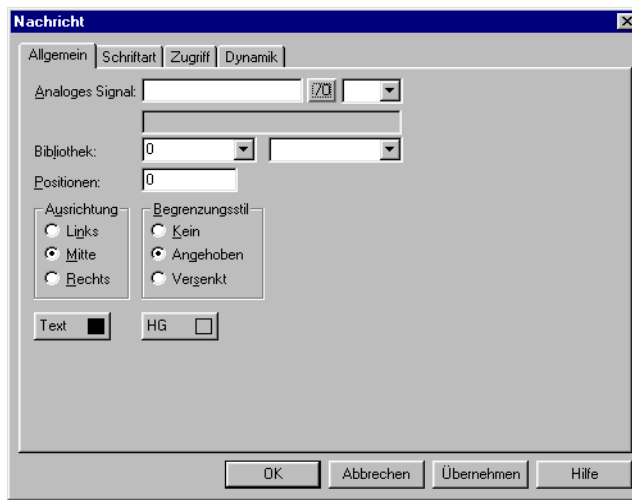 Nachricht
Allgemein Schriftart Zugriff Dynamik
Analoges Signal:
Bibliothek: 0
Positionen: 0
Ausrichtung Begrenzungsstil
Links Kein
Mitte Angehoben
Rechts Versenkt
Text HG
OK Abbrechen Übernehmen Hilfe